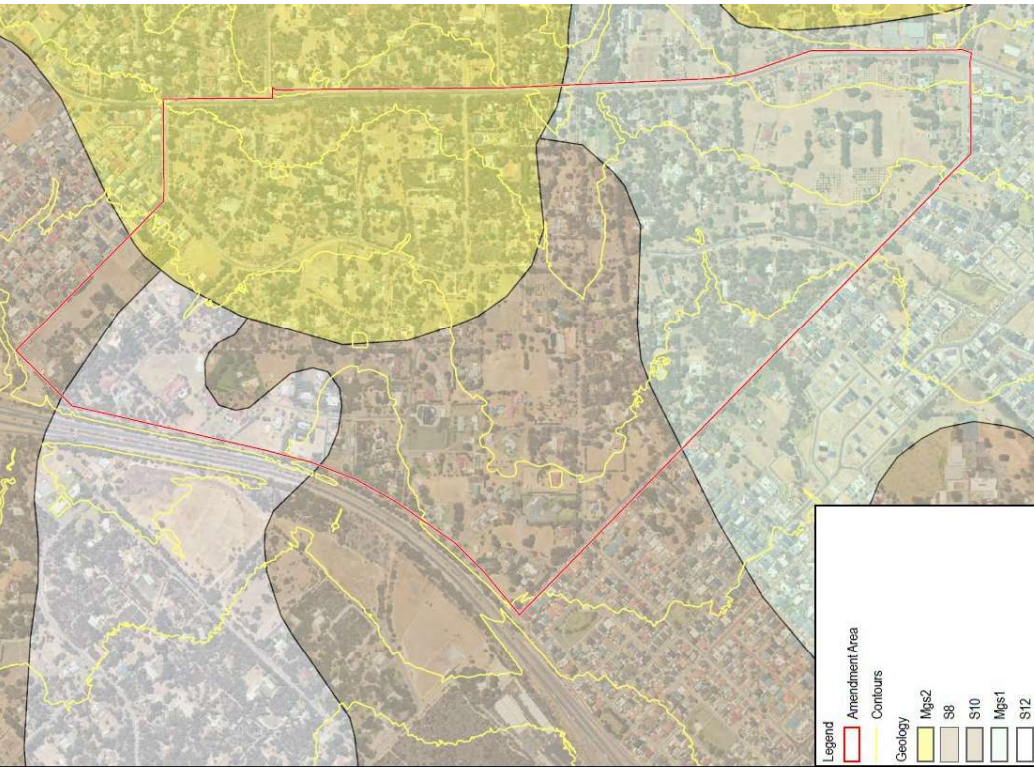 Legend
Amendment Area
Contours
Geology
Mgs2
S8
S10
Mgs1
S12